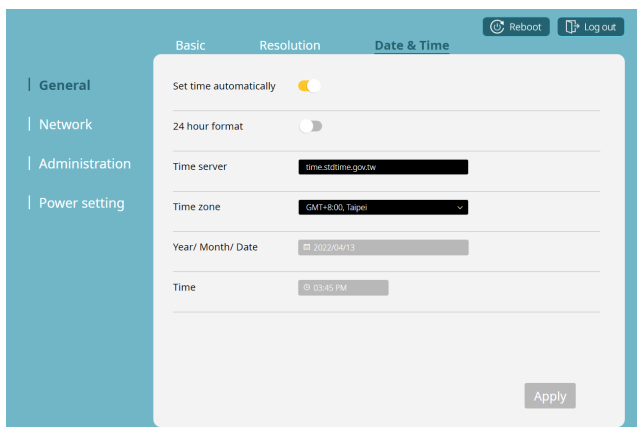 Reboot Log out
Basic Resolution Date & Time
General
Network
Administration
Power setting
Set time automatically
24 hour format
Time server time.stdtime.gov.tw
Time zone GMT+8:00, Taipei
Year/ Month/ Date 2022/04/13
Time 03:45 PM
Apply